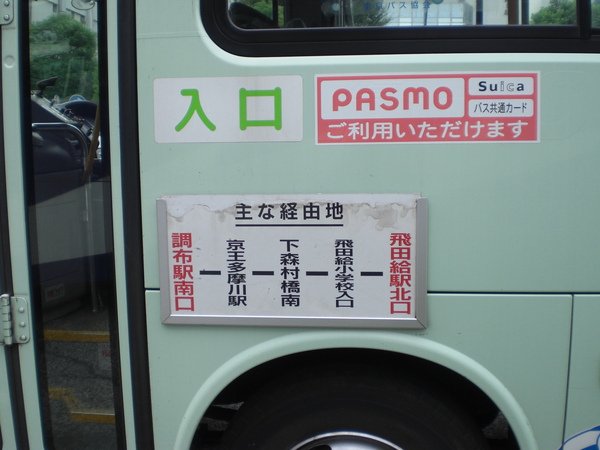 入口
PASMO
Suica
バス共通カード
ご利用いただけます
主な経由地
調布駅南口
京王多摩川駅
下森村橋南
飛田給小学校入口
飛田給駅北口